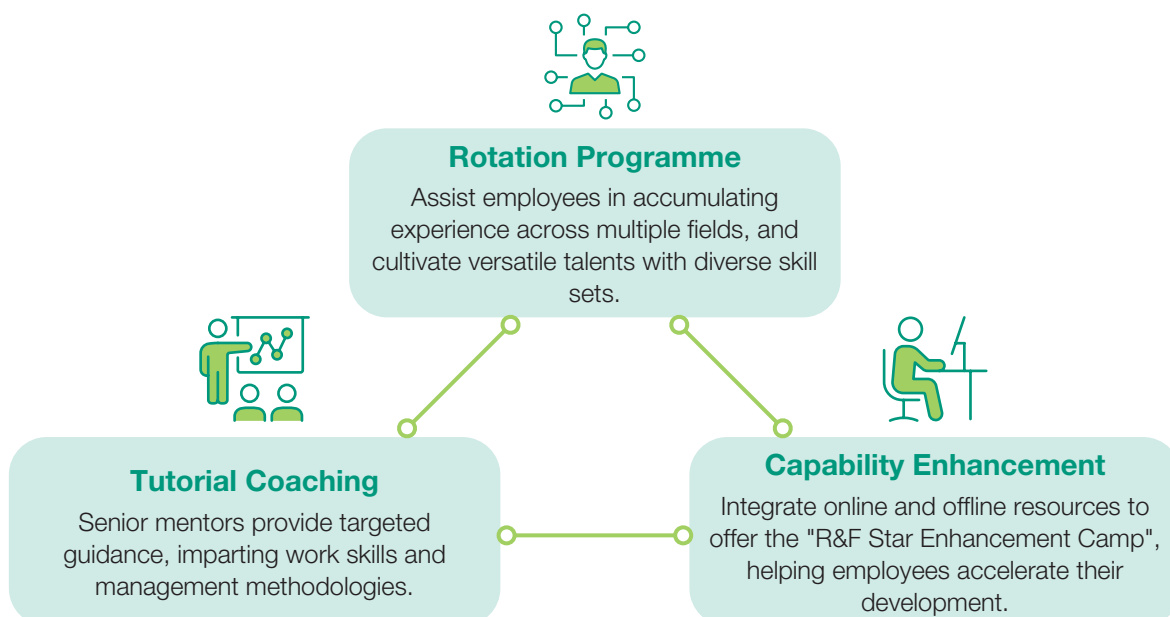 Rotation Programme
Assist employees in accumulating
experience across multiple fields, and
cultivate versatile talents with diverse skill
sets.
Tutorial Coaching
Senior mentors provide targeted
guidance, imparting work skills and
management methodologies.
Capability Enhancement
Integrate online and offline resources to
offer the "R&F Star Enhancement Camp",
helping employees accelerate their
development.